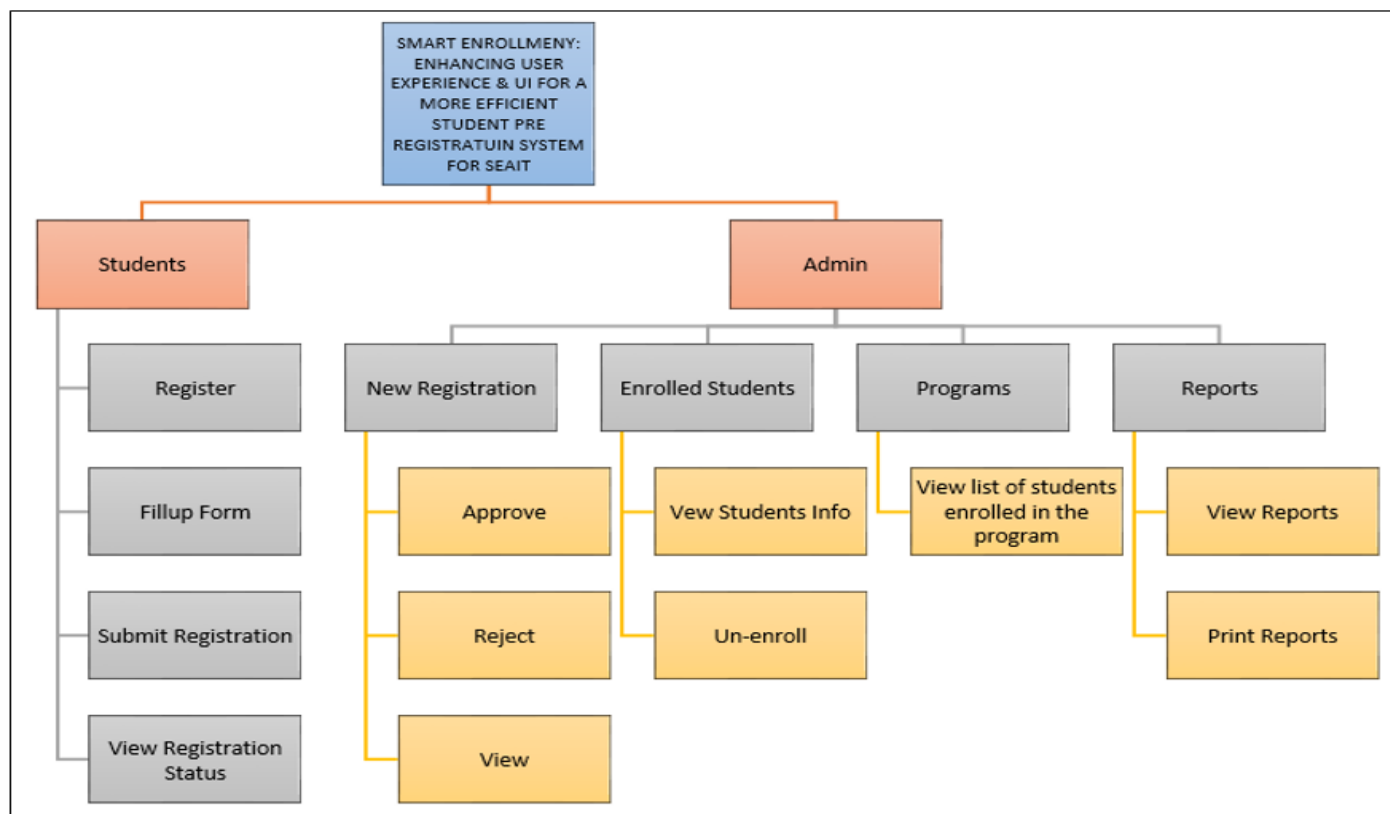 SMART ENROLLMENY:
ENHANCING USER
EXPERIENCE & UI FOR A
MORE EFFICIENT
STUDENT PRE
REGISTRATUIN SYSTEM
FOR SEAIT
Students
Admin
Register
New Registration
Enrolled Students
Programs
Reports
Fillup Form
Approve
Vew Students Info
View list of students
enrolled in the
program
View Reports
Submit Registration
Reject
Un-enroll
Print Reports
View Registration
Status
View